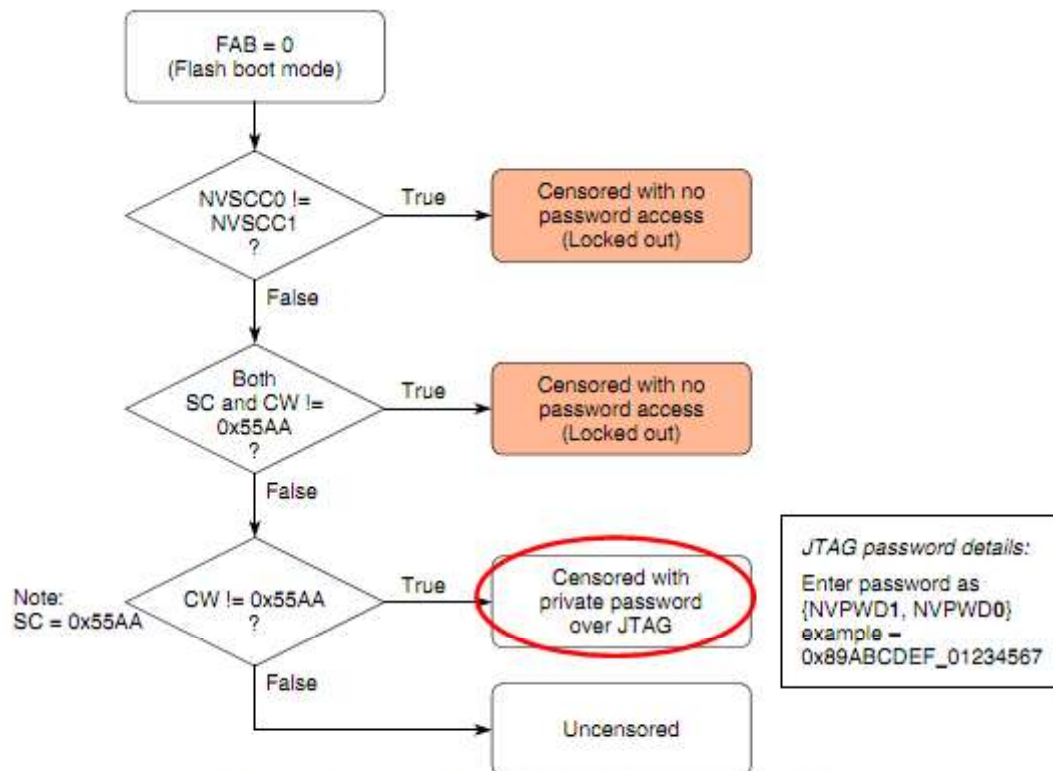 FAB = 0
(Flash boot mode)
NVSCC0 !=
NVSCC1
?
True
Censored with no
password access
(Locked out)
False
Both
SC and CW !=
0x55AA
?
True
Censored with no
password access
(Locked out)
False
Note:
SC = 0x55AA
CW != 0x55AA
?
True
Censored with
private password
over JTAG
JTAG password details:
Enter password as
{NVPWD1, NVPWD0}
example =
0x89ABCDEF_01234567
False
Uncensored